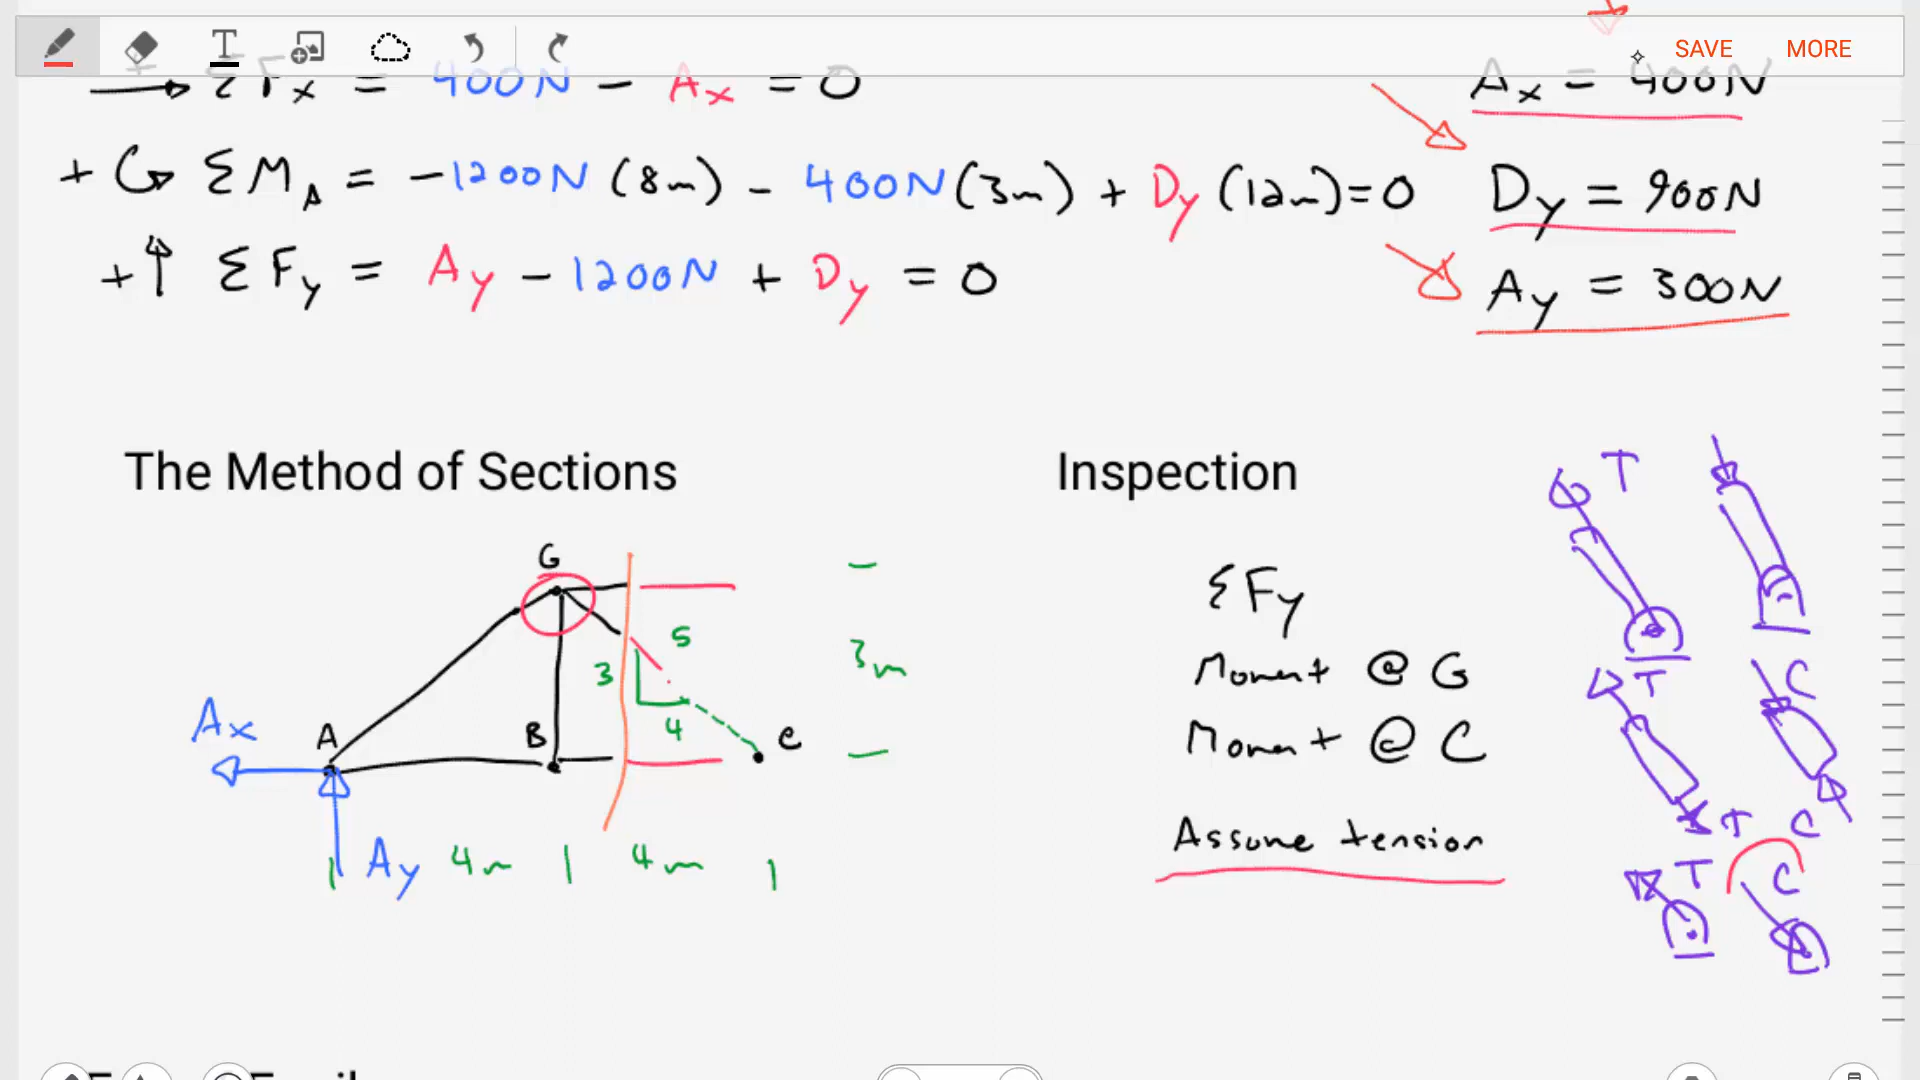 SAVE MORE
ΣFx = 400N - Ax = 0
Ax = 400N
+ ΣMA = -1200N (8m) - 400N (3m) + Dy (12m) = 0
Dy = 900N
+↑ ΣFy = Ay - 1200N + Dy = 0
Ay = 300N
The Method of Sections
Inspection
T
G
ΣFy
5
3
3m
Moment @ G
T
C
4
Ax
A
B
C
Moment @ C
Assume tension
T
C
Ay
4m
4m
T
C